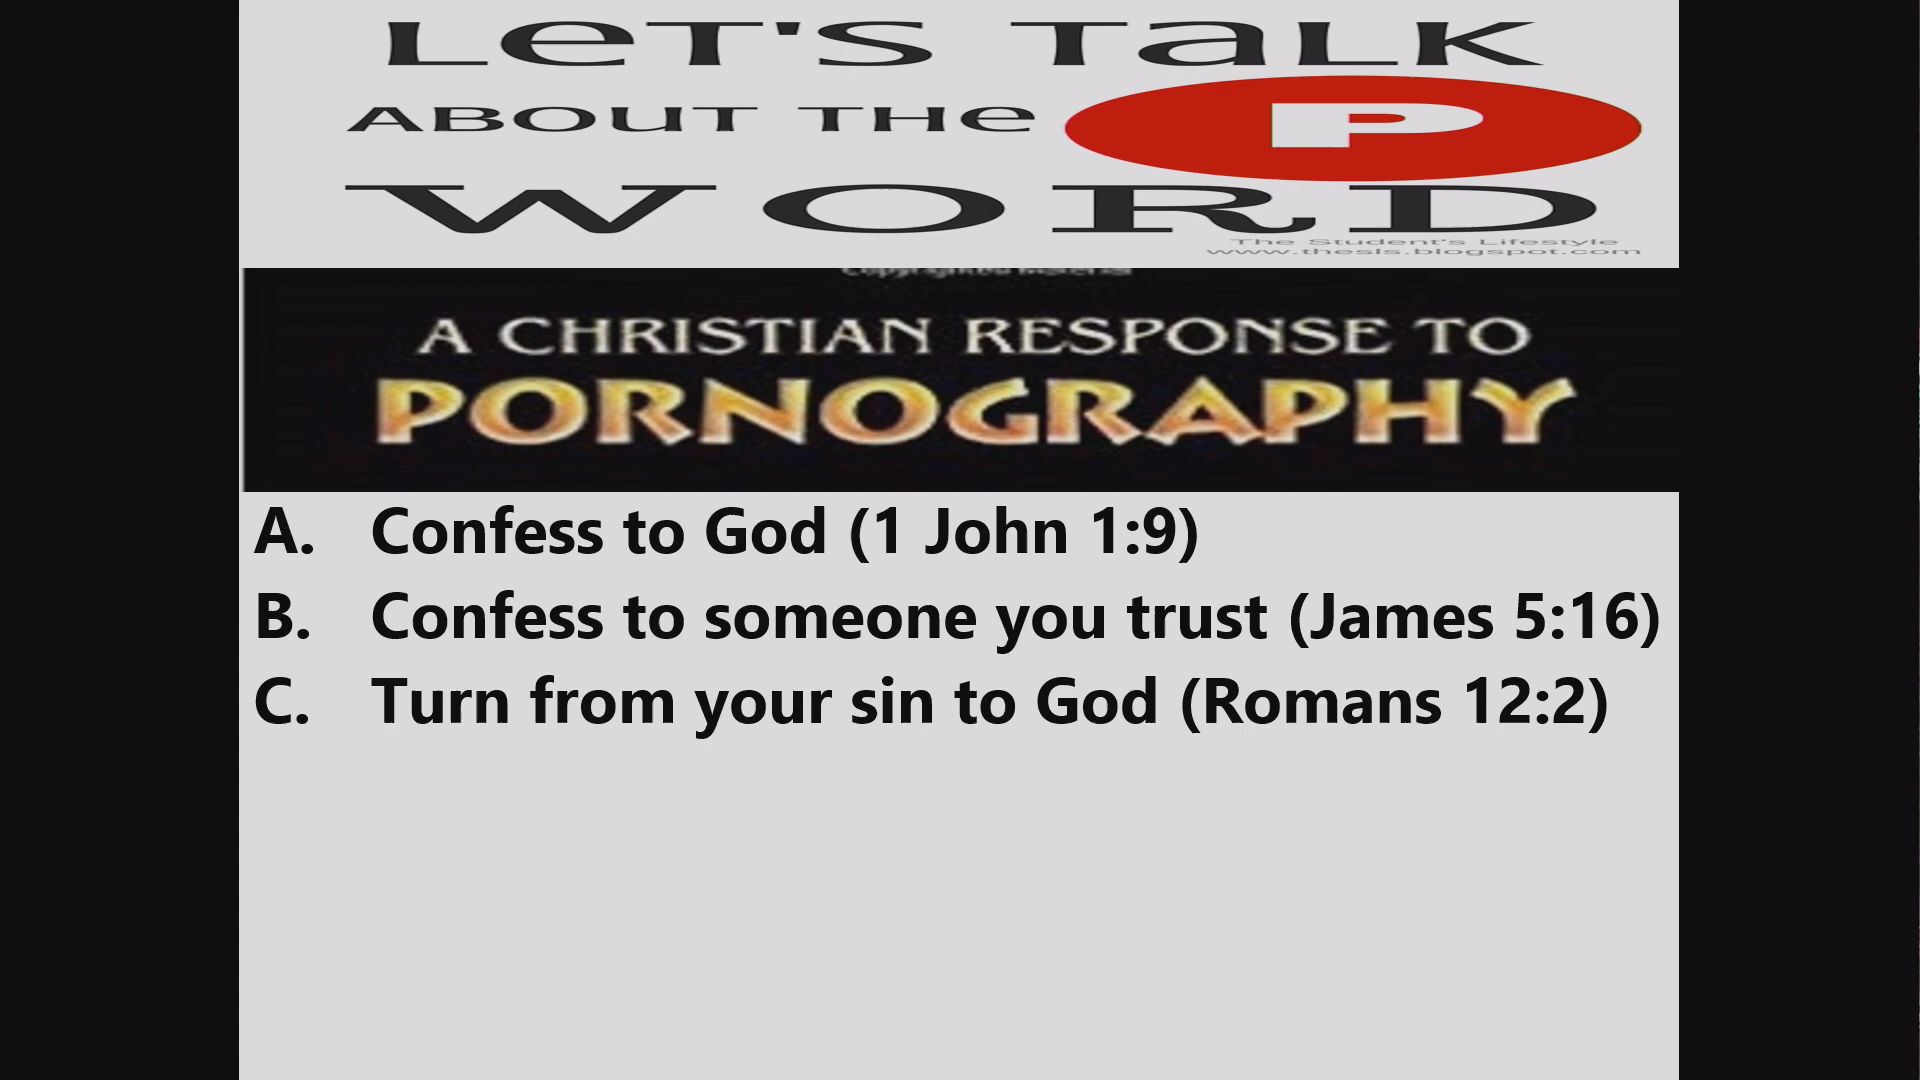 LeT'S TaLK
ABOUT THe P
WORD
The Student's Lifestyle
www.thesls.blogspot.com
A CHRISTIAN RESPONSE TO
PORNOGRAPHY
A. Confess to God (1 John 1:9)
B. Confess to someone you trust (James 5:16)
C. Turn from your sin to God (Romans 12:2)